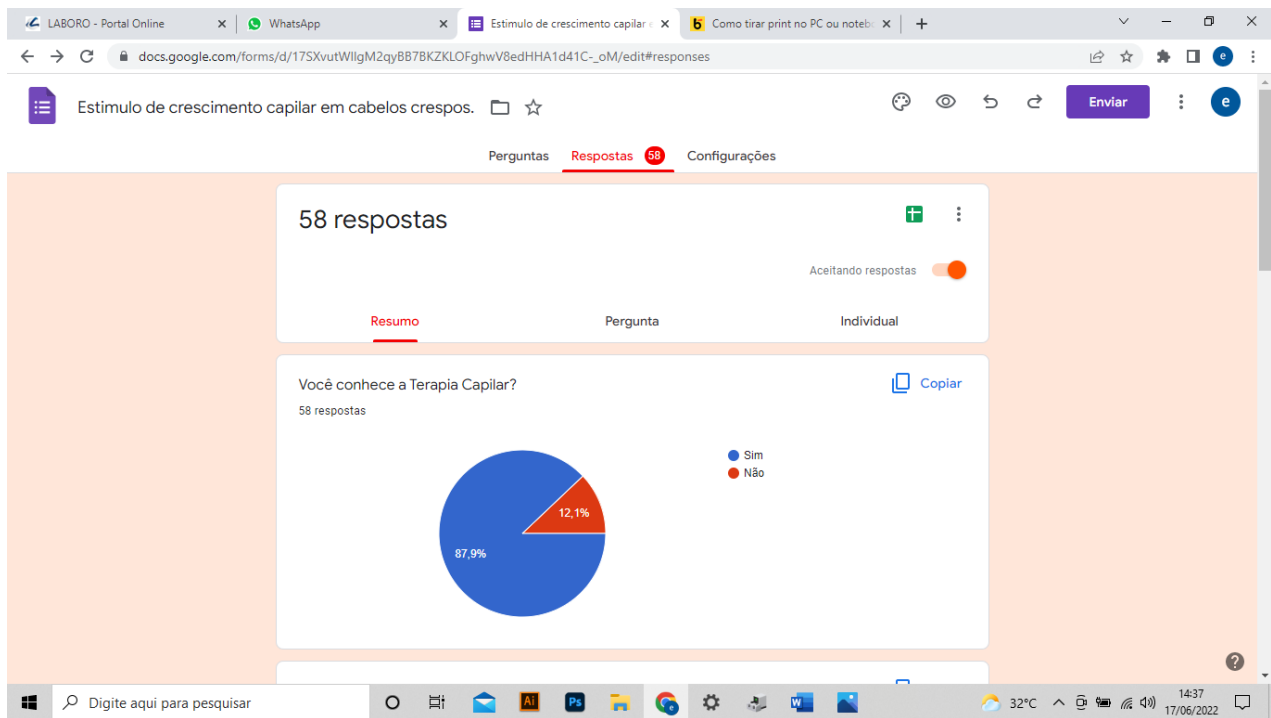 LABORO - Portal Online
WhatsApp
Estimulo de crescimento capilar e
Como tirar print no PC ou notebo
docs.google.com/forms/d/17SXvutWlIgM2qyBB7BKZKLOFghwV8edHHA1d41C-_oM/edit#responses
e
Estimulo de crescimento capilar em cabelos crespos.
Enviar
e
Perguntas
Respostas 58
Configurações
58 respostas
Aceitando respostas
Resumo
Pergunta
Individual
Você conhece a Terapia Capilar?
Copiar
58 respostas
Sim
Não
12,1%
87,9%
Digite aqui para pesquisar
Ai
Ps
W
32°C
14:37
17/06/2022